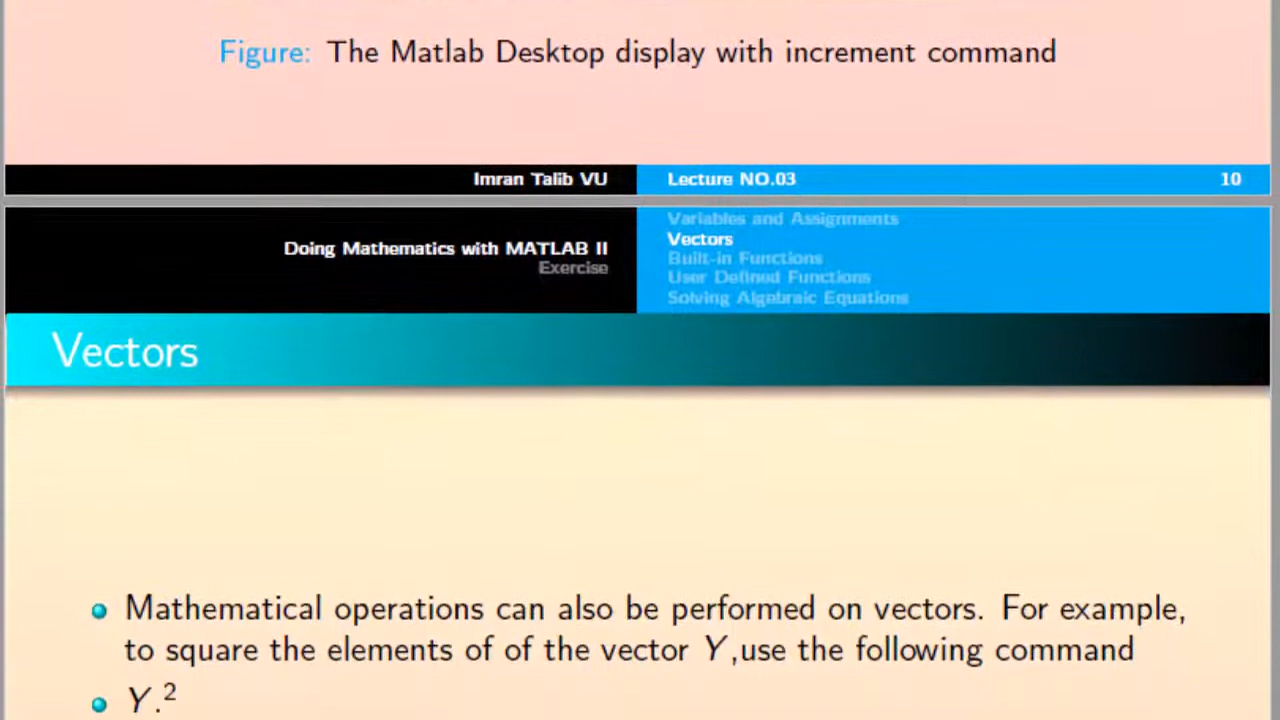 Figure: The Matlab Desktop display with increment command
Imran Talib VU
Lecture NO.03
10
Doing Mathematics with MATLAB II
Exercise
Variables and Assignments
Vectors
Built-in Functions
User Defined Functions
Solving Algebraic Equations
Vectors
Mathematical operations can also be performed on vectors. For example,
to square the elements of of the vector Y,use the following command
Y.²